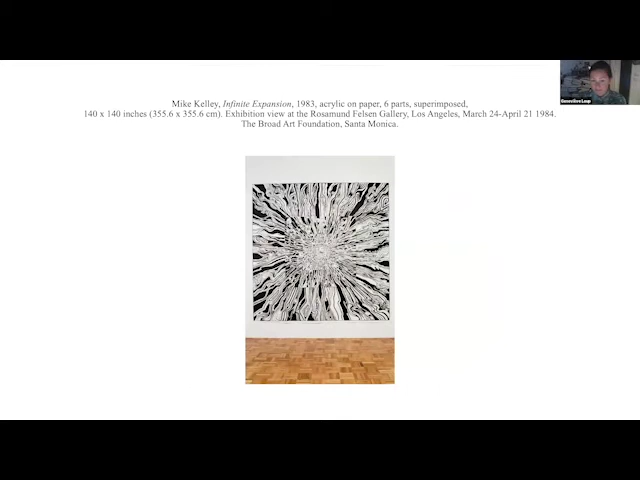 Mike Kelley, Infinite Expansion, 1983, acrylic on paper, 6 parts, superimposed,
140 x 140 inches (355.6 x 355.6 cm). Exhibition view at the Rosamund Felsen Gallery, Los Angeles, March 24-April 21 1984.
The Broad Art Foundation, Santa Monica.